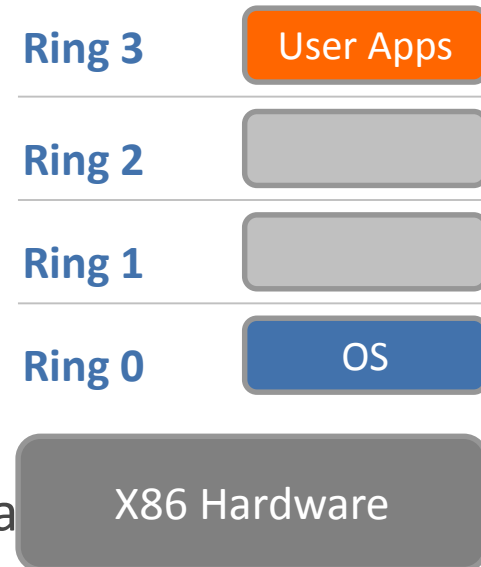 Ring 3 User Apps
Ring 2
Ring 1
Ring 0 OS
a X86 Hardware